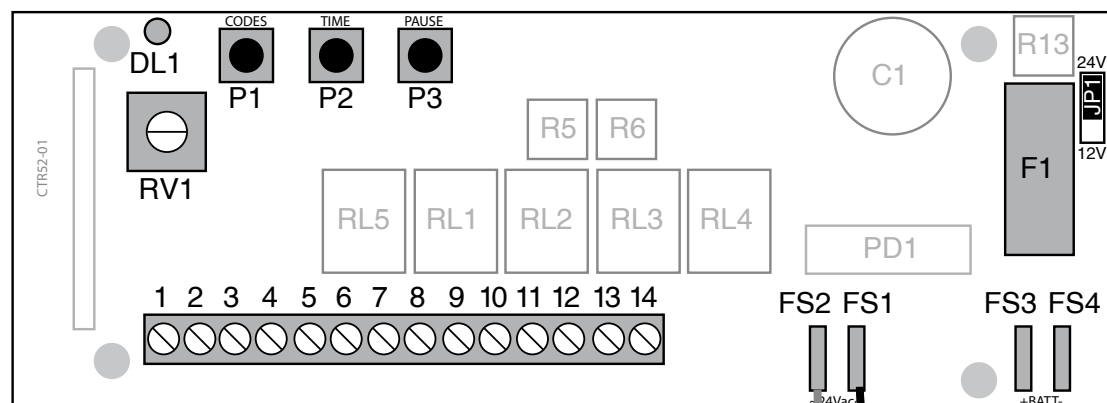 CODES TIME PAUSE
DL1 P1 P2 P3
C1 R13
24V
JP1
12V
R5 R6
F1
CTR52-01
RV1
RL5 RL1 RL2 RL3 RL4
PD1
1 2 3 4 5 6 7 8 9 10 11 12 13 14
FS2 FS1 FS3 FS4
+BATT-